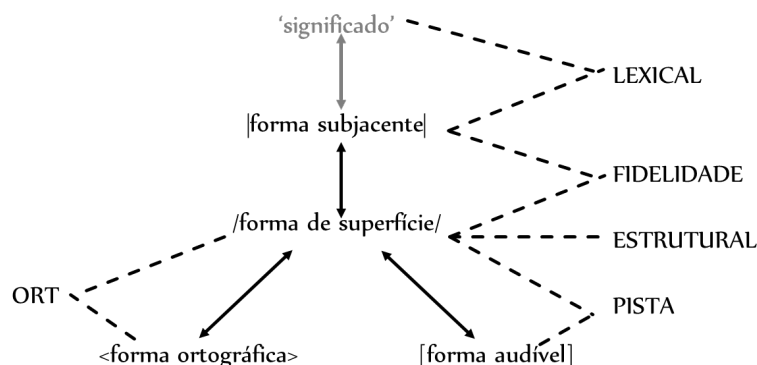 ‘significado’
LEXICAL
|forma subjacente|
FIDELIDADE
/forma de superfície/
ESTRUTURAL
ORT
PISTA
<forma ortográfica>
[forma audível]